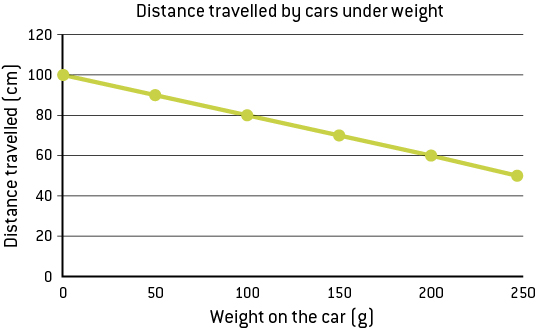 Distance travelled by cars under weight
120
100
80
60
40
20
0
Distance travelled (cm)
0 50 100 150 200 250
Weight on the car (g)